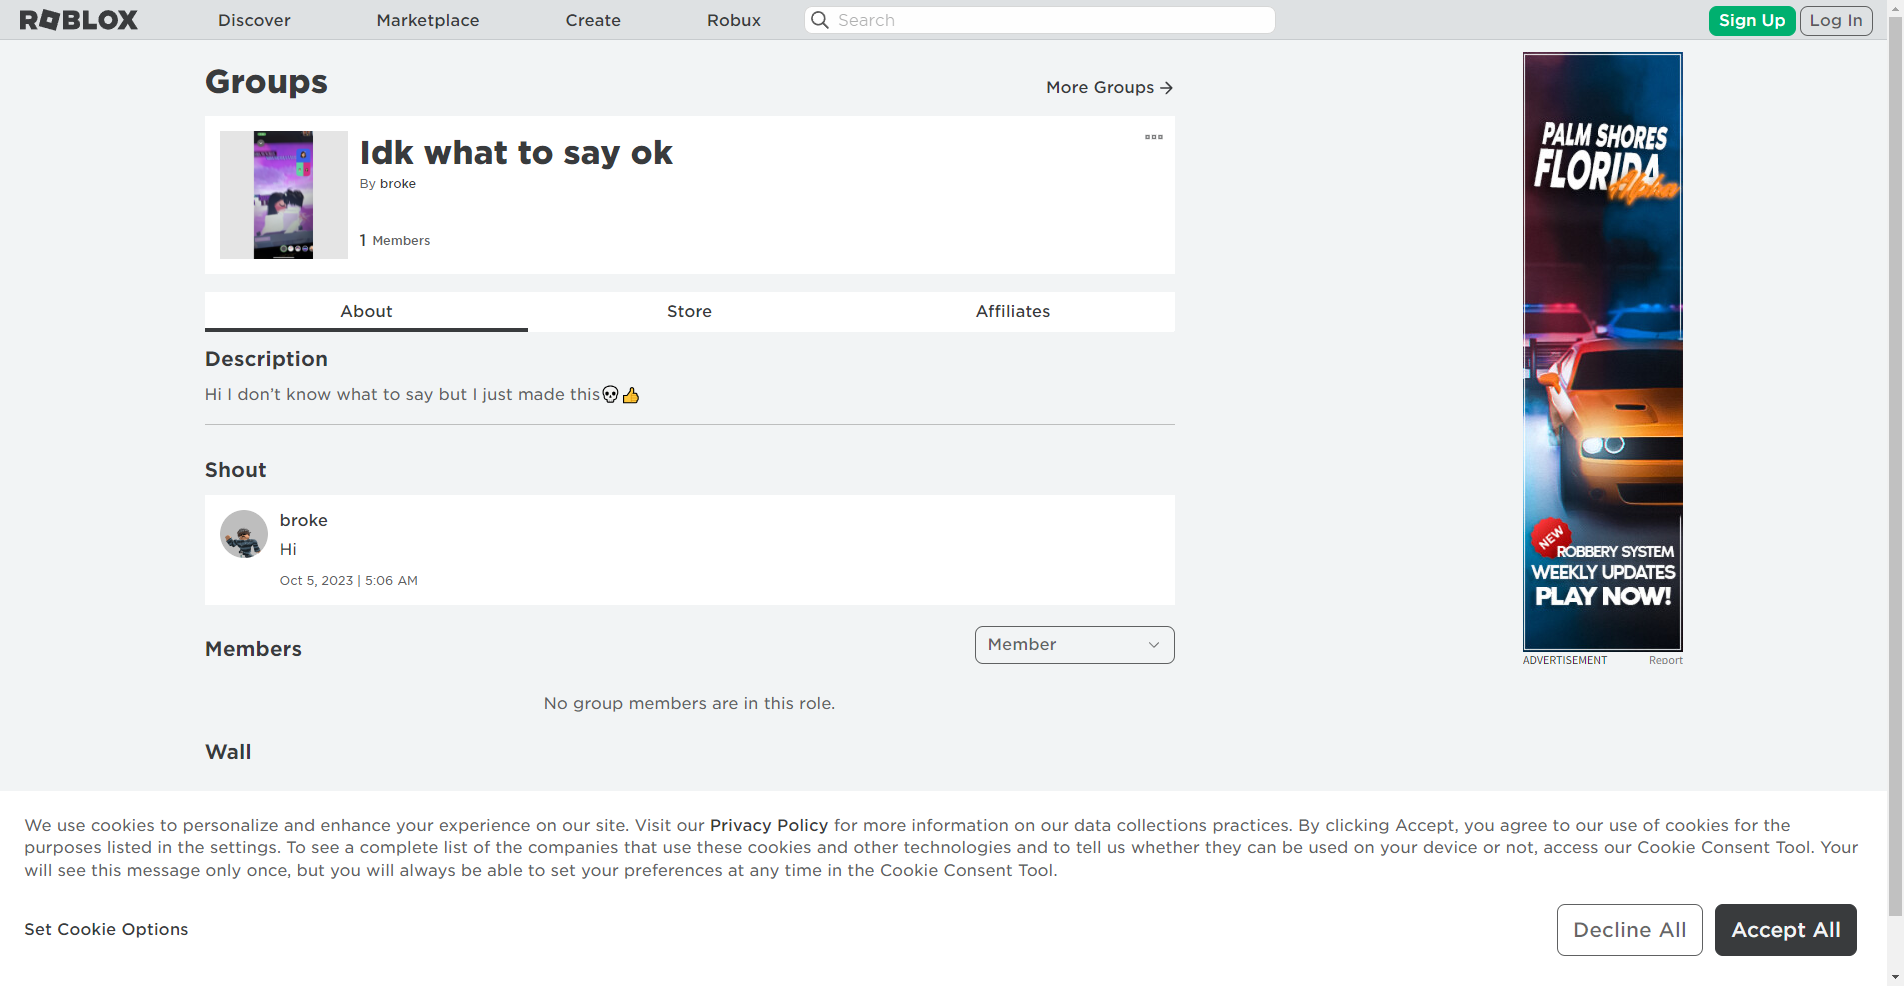 ROBLOX
Discover
Marketplace
Create
Robux
Search
Sign Up
Log In
Groups
More Groups →
Idk what to say ok
By broke
1 Members
About
Store
Affiliates
Description
Hi I don’t know what to say but I just made this💀👍
Shout
broke
Hi
Oct 5, 2023 | 5:06 AM
Members
Member
No group members are in this role.
Wall
PALM SHORES
FLORIDA
Alpha
NEW
ROBBERY SYSTEM
WEEKLY UPDATES
PLAY NOW!
ADVERTISEMENT
Report
We use cookies to personalize and enhance your experience on our site. Visit our Privacy Policy for more information on our data collections practices. By clicking Accept, you agree to our use of cookies for the
purposes listed in the settings. To see a complete list of the companies that use these cookies and other technologies and to tell us whether they can be used on your device or not, access our Cookie Consent Tool. Your
will see this message only once, but you will always be able to set your preferences at any time in the Cookie Consent Tool.
Set Cookie Options
Decline All
Accept All